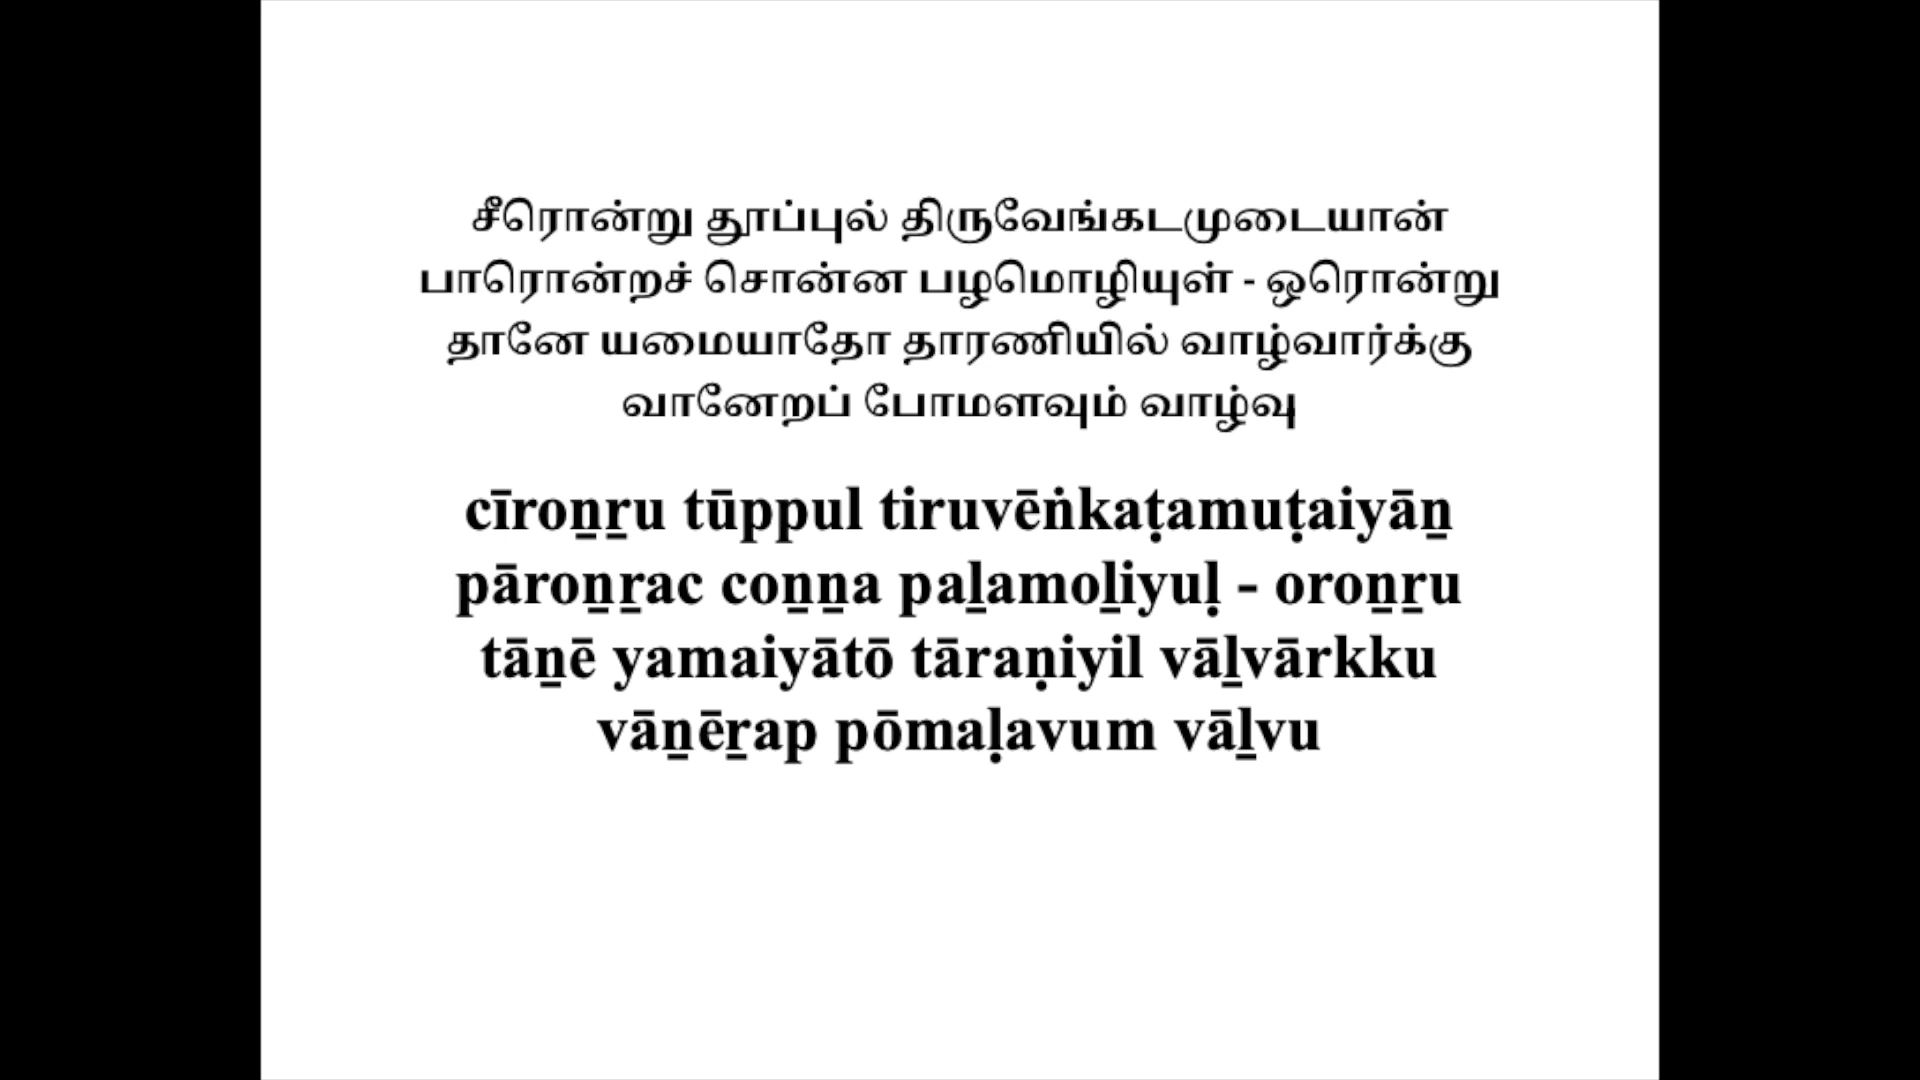 சீரொன்று தூப்புல் திருவேங்கடமுடையான்
பாரொன்றச் சொன்ன பழமொழியுள் - ஒரொன்று
தானே யமையாதோ தாரணியில் வாழ்வார்க்கு
வானேறப் போமளவும் வாழ்வு
cīroṉṟu tūppul tiruvēṅkaṭamuṭaiyāṉ
pāroṉṟac coṉṉa paḻamoḻiyuḷ - oroṉṟu
tāṉē yamaiyātō tāraṇiyil vāḻvārkku
vāṉēṟap pōmaḷavum vāḻvu